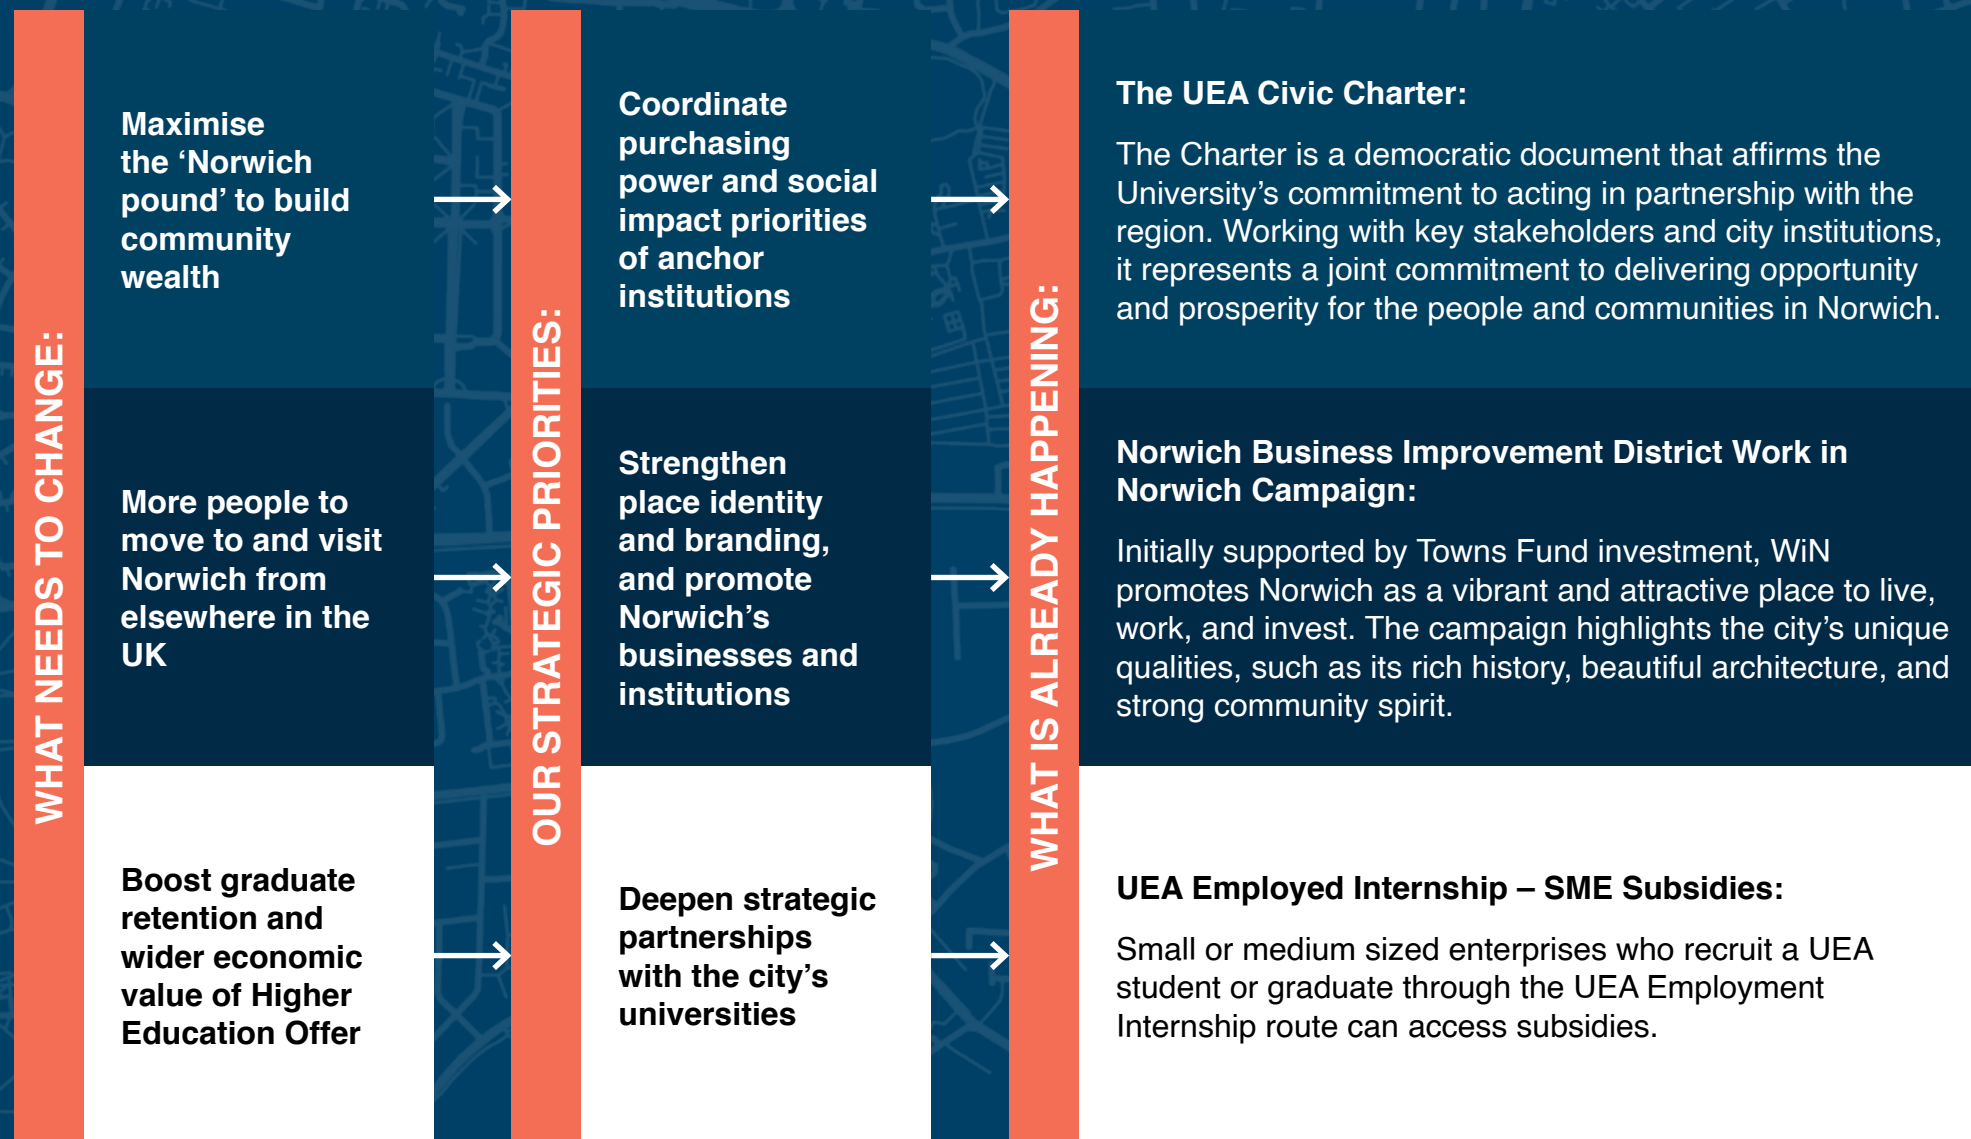 WHAT NEEDS TO CHANGE:
Maximise
the ‘Norwich
pound’ to build
community
wealth
More people to
move to and visit
Norwich from
elsewhere in the
UK
Boost graduate
retention and
wider economic
value of Higher
Education Offer
OUR STRATEGIC PRIORITIES:
Coordinate
purchasing
power and social
impact priorities
of anchor
institutions
Strengthen
place identity
and branding,
and promote
Norwich’s
businesses and
institutions
Deepen strategic
partnerships
with the city’s
universities
WHAT IS ALREADY HAPPENING:
The UEA Civic Charter:
The Charter is a democratic document that affirms the
University’s commitment to acting in partnership with the
region. Working with key stakeholders and city institutions,
it represents a joint commitment to delivering opportunity
and prosperity for the people and communities in Norwich.
Norwich Business Improvement District Work in
Norwich Campaign:
Initially supported by Towns Fund investment, WiN
promotes Norwich as a vibrant and attractive place to live,
work, and invest. The campaign highlights the city’s unique
qualities, such as its rich history, beautiful architecture, and
strong community spirit.
UEA Employed Internship – SME Subsidies:
Small or medium sized enterprises who recruit a UEA
student or graduate through the UEA Employment
Internship route can access subsidies.